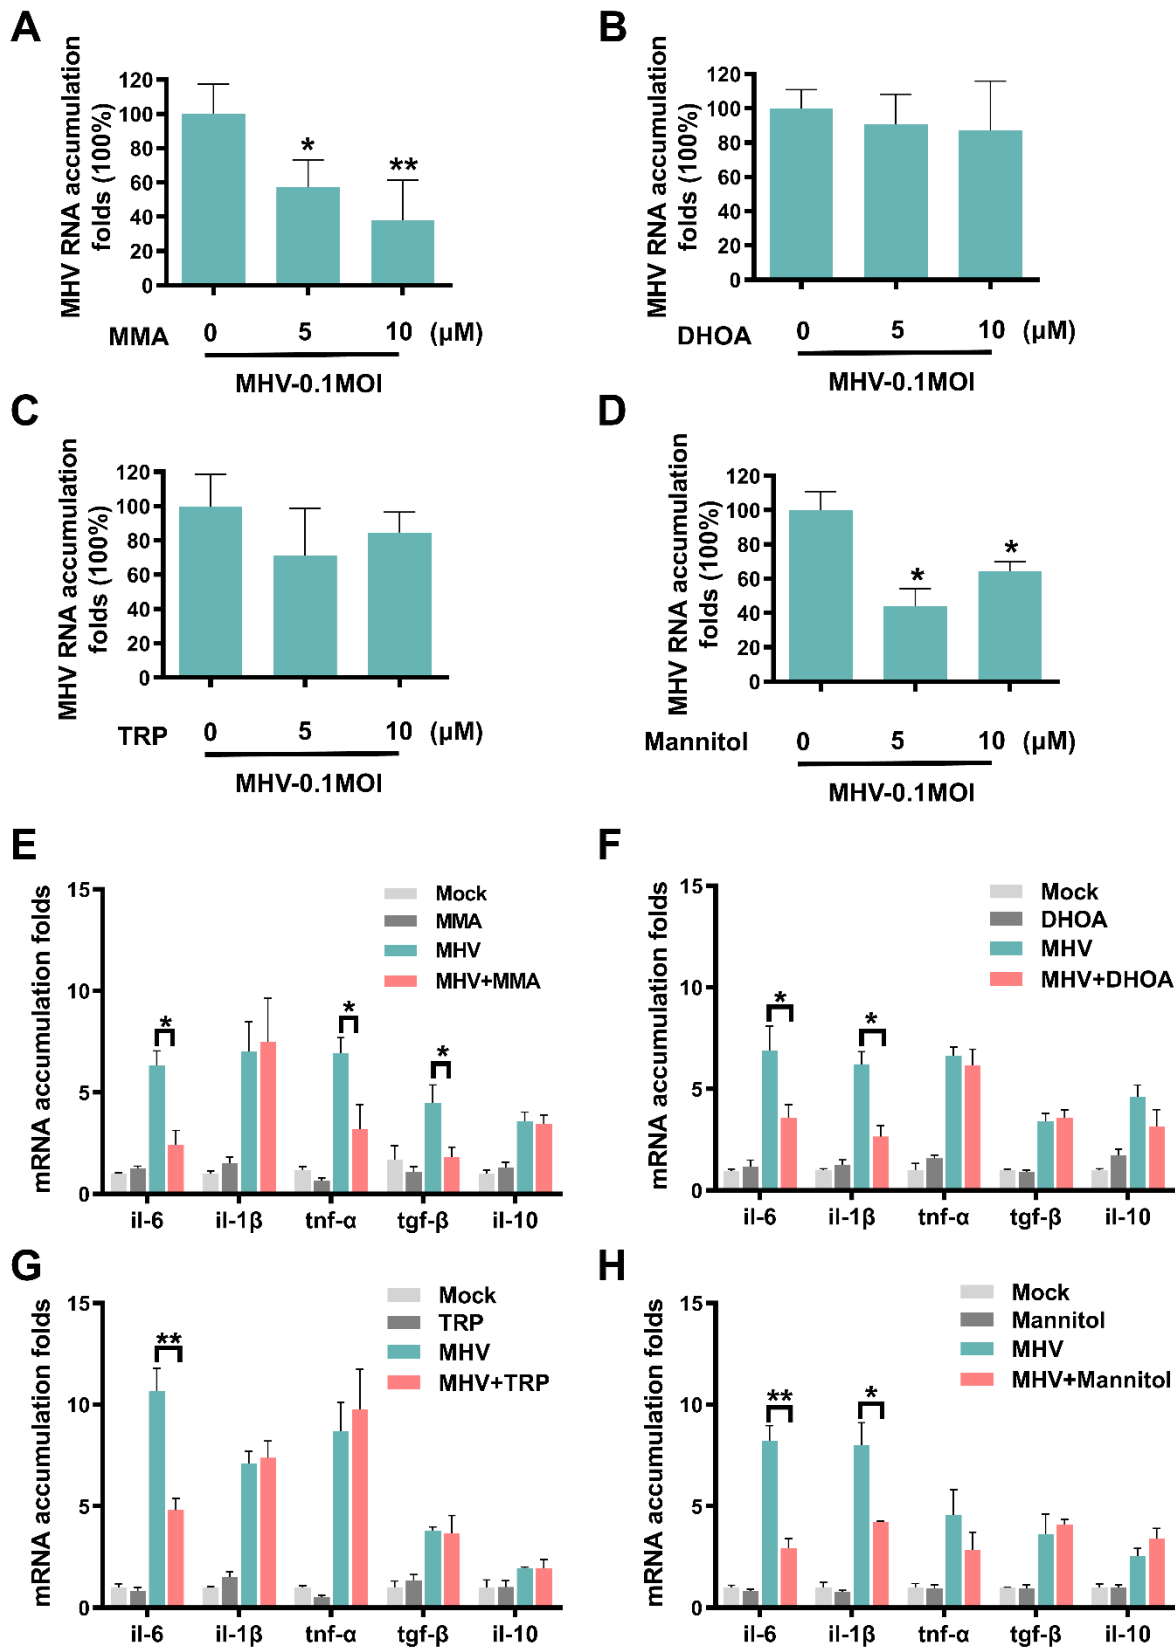 A
MHV RNA accumulation
folds (100%)
120
100
80
60
40
20
0
*
**
MMA 0 5 10 (µM)
MHV-0.1MOI
B
MHV RNA accumulation
folds (100%)
120
100
80
60
40
20
0
DHOA 0 5 10 (µM)
MHV-0.1MOI
C
MHV RNA accumulation
folds (100%)
120
100
80
60
40
20
0
TRP 0 5 10 (µM)
MHV-0.1MOI
D
MHV RNA accumulation
folds (100%)
120
100
80
60
40
20
0
*
*
Mannitol 0 5 10 (µM)
MHV-0.1MOI
E
mRNA accumulation folds
15
10
5
0
Mock
MMA
MHV
MHV+MMA
*
*
*
il-6 il-1β tnf-α tgf-β il-10
F
mRNA accumulation folds
15
10
5
0
Mock
DHOA
MHV
MHV+DHOA
*
*
il-6 il-1β tnf-α tgf-β il-10
G
mRNA accumulation folds
15
10
5
0
Mock
TRP
MHV
MHV+TRP
**
il-6 il-1β tnf-α tgf-β il-10
H
mRNA accumulation folds
15
10
5
0
Mock
Mannitol
MHV
MHV+Mannitol
**
*
il-6 il-1β tnf-α tgf-β il-10